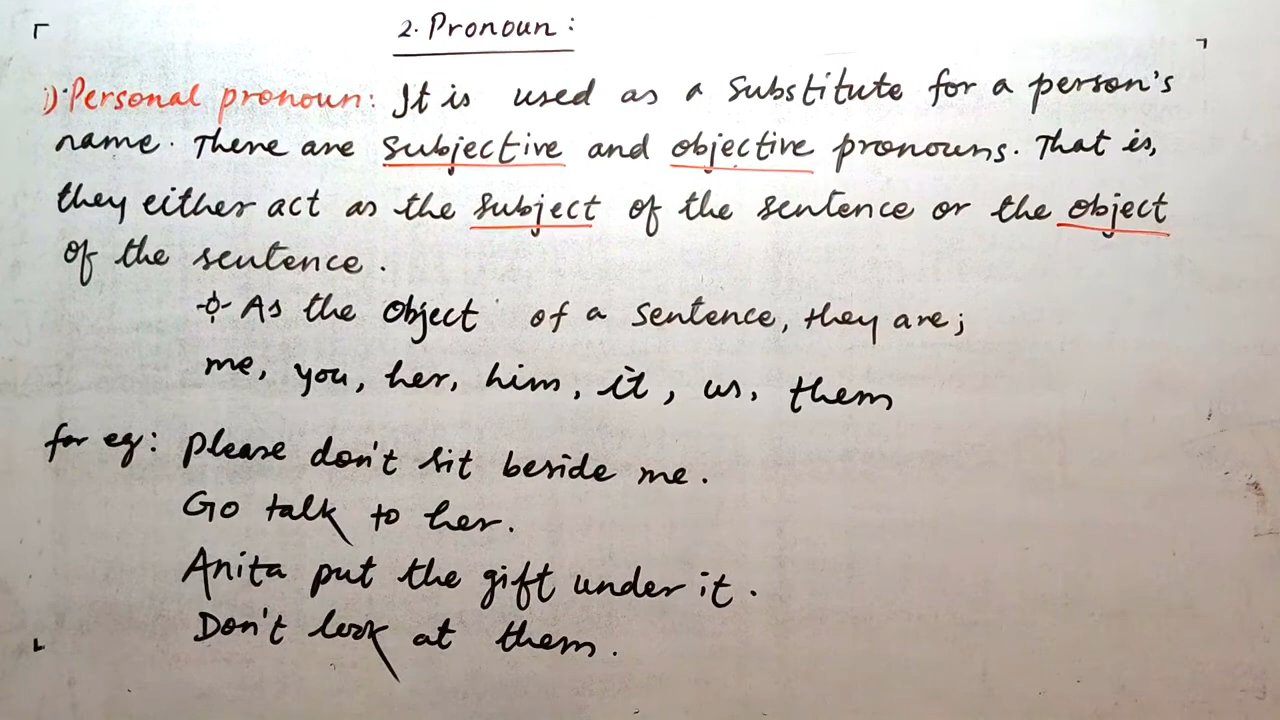 2. Pronoun:
i) Personal pronoun: It is used as a substitute for a person's
name. There are subjective and objective pronouns. That is,
they either act as the subject of the sentence or the object
of the sentence.
As the object of a sentence, they are;
me, you, her, him, it, us, them
for eg: Please don't sit beside me.
Go talk to her.
Anita put the gift under it.
Don't look at them.